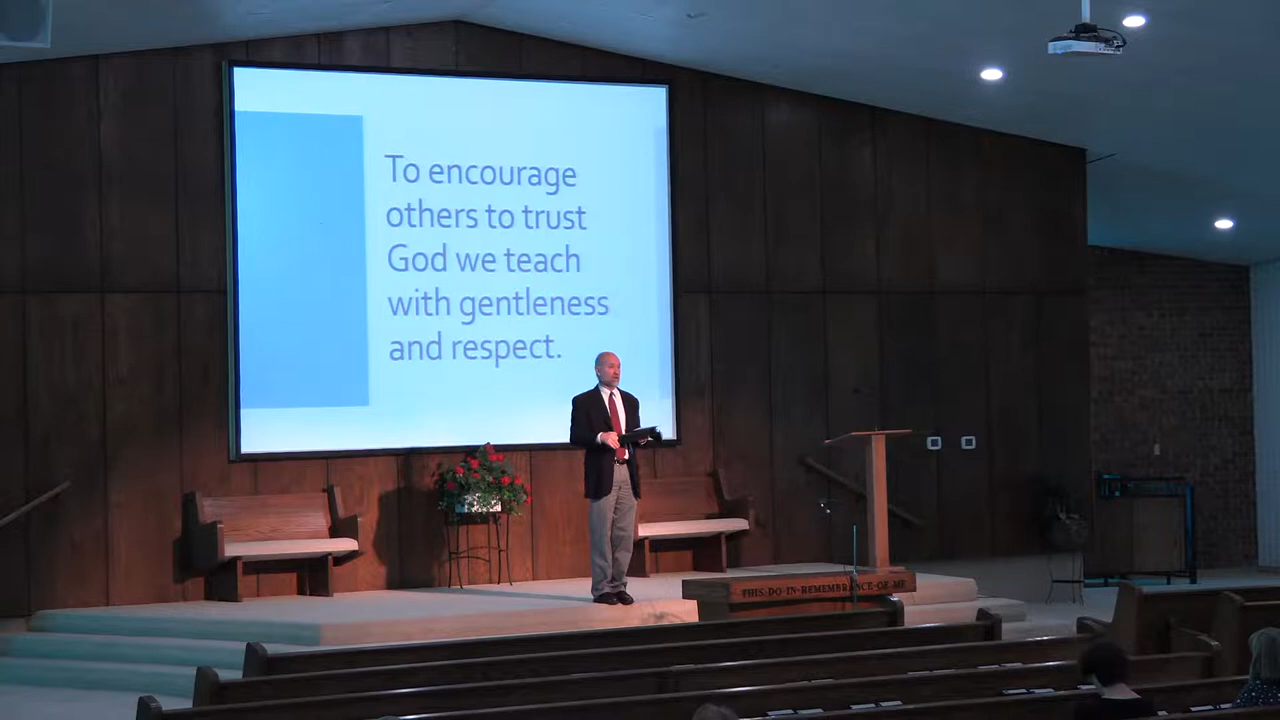 To encourage
others to trust
God we teach
with gentleness
and respect.
THIS·DO·IN·REMEMBRANCE·OF·ME